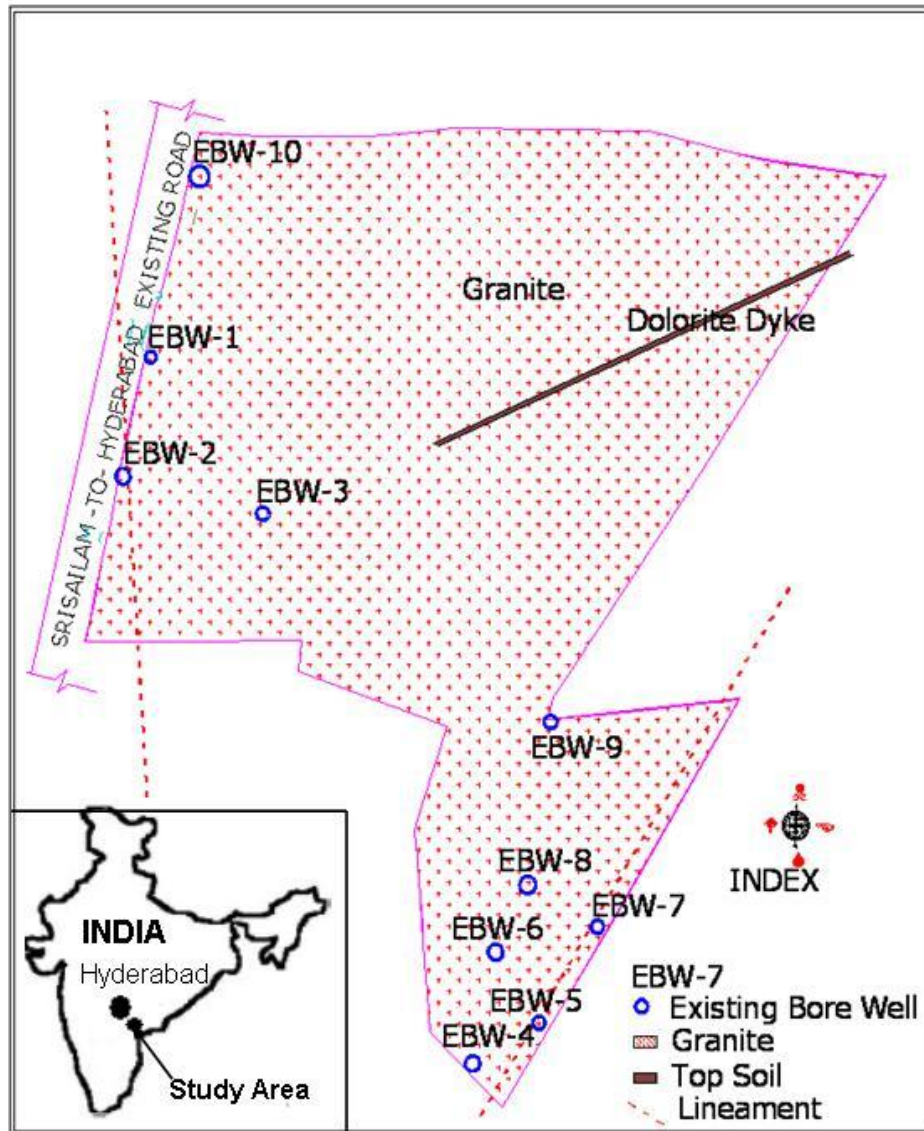 EBW-10
SRISAILAM -TO- HYDERABAD EXISTING ROAD
Granite
Dolorite Dyke
EBW-1
EBW-2
EBW-3
EBW-9
EBW-8
EBW-7
EBW-6
EBW-5
EBW-4
INDEX
EBW-7
Existing Bore Well
Granite
Top Soil
Lineament
INDIA
Hyderabad
Study Area